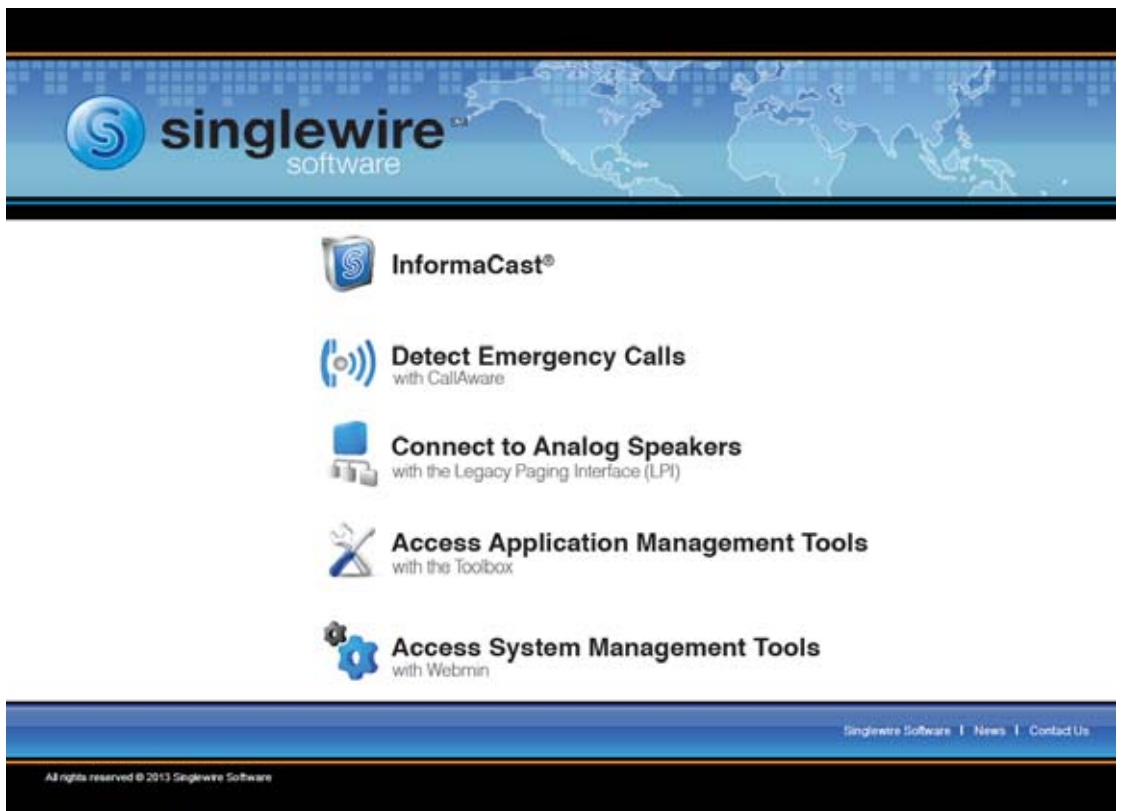 singlewire
software
InformaCast®
Detect Emergency Calls
with CallAware
Connect to Analog Speakers
with the Legacy Paging Interface (LPI)
Access Application Management Tools
with the Toolbox
Access System Management Tools
with Webmin
Singlewire Software | News | Contact Us
All rights reserved © 2013 Singlewire Software